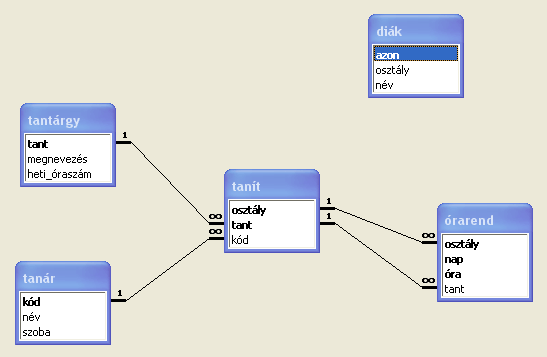 diák
azon
osztály
név
tantárgy
tant
megnevezés
heti_óraszám
1
tanít
osztály
tant
kód
∞
∞
1
1
órarend
osztály
nap
óra
tant
∞
∞
tanár
kód
név
szoba
1